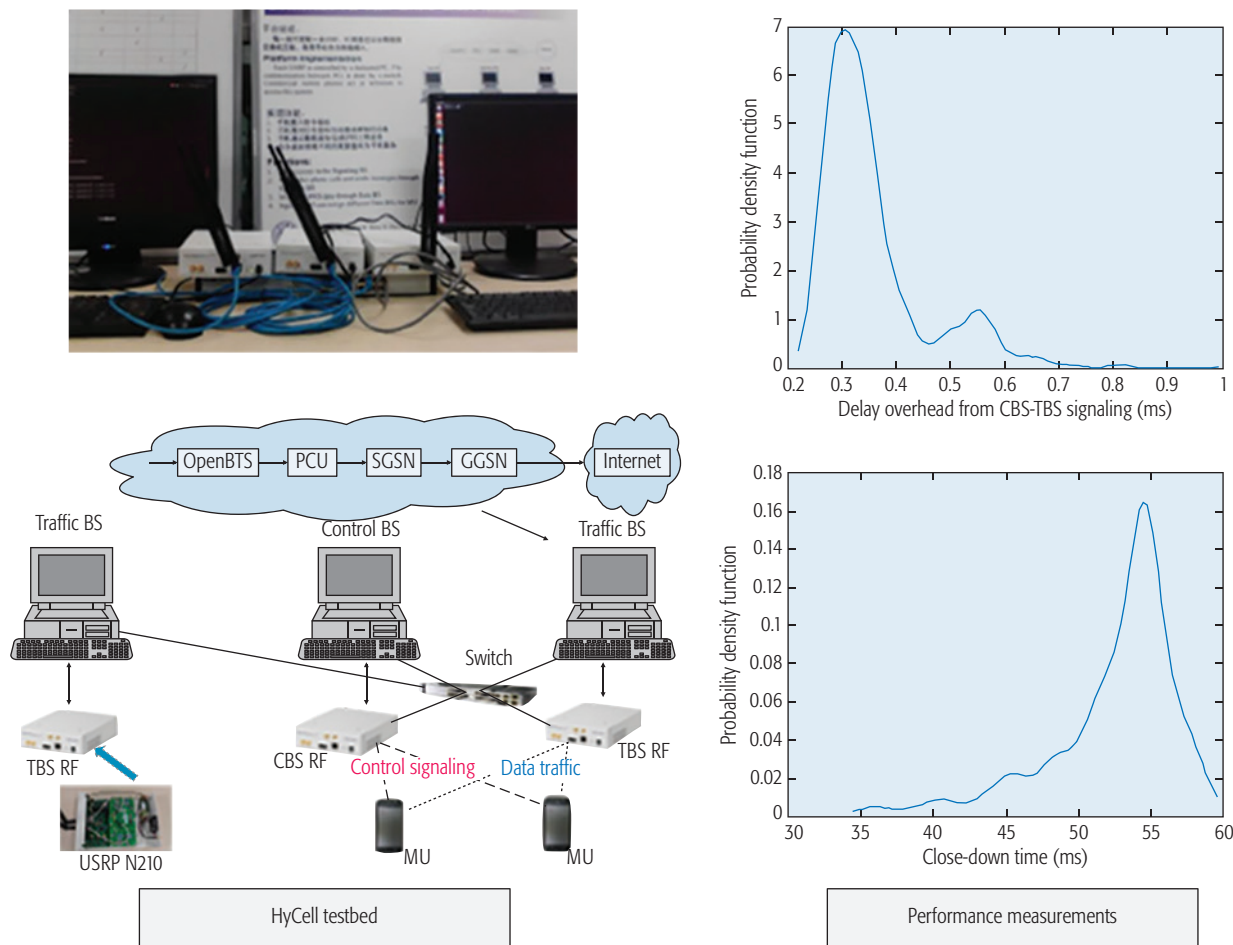 Platform Implementation
Functions:
OpenBTS
PCU
SGSN
GGSN
Internet
Traffic BS
Control BS
Traffic BS
Switch
TBS RF
CBS RF
TBS RF
Control signaling
Data traffic
USRP N210
MU
MU
HyCell testbed
7
6
5
4
3
2
1
0
Probability density function
0.2 0.3 0.4 0.5 0.6 0.7 0.8 0.9 1
Delay overhead from CBS-TBS signaling (ms)
0.18
0.16
0.14
0.12
0.1
0.08
0.06
0.04
0.02
0
Probability density function
30 35 40 45 50 55 60
Close-down time (ms)
Performance measurements